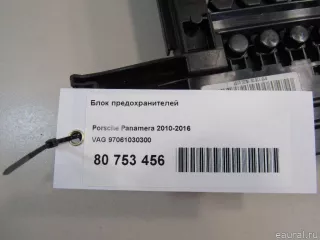 Блок предохранителей
Porsche Panamera 2010-2016
VAG 97061030300
80 753 456
eaural.ru